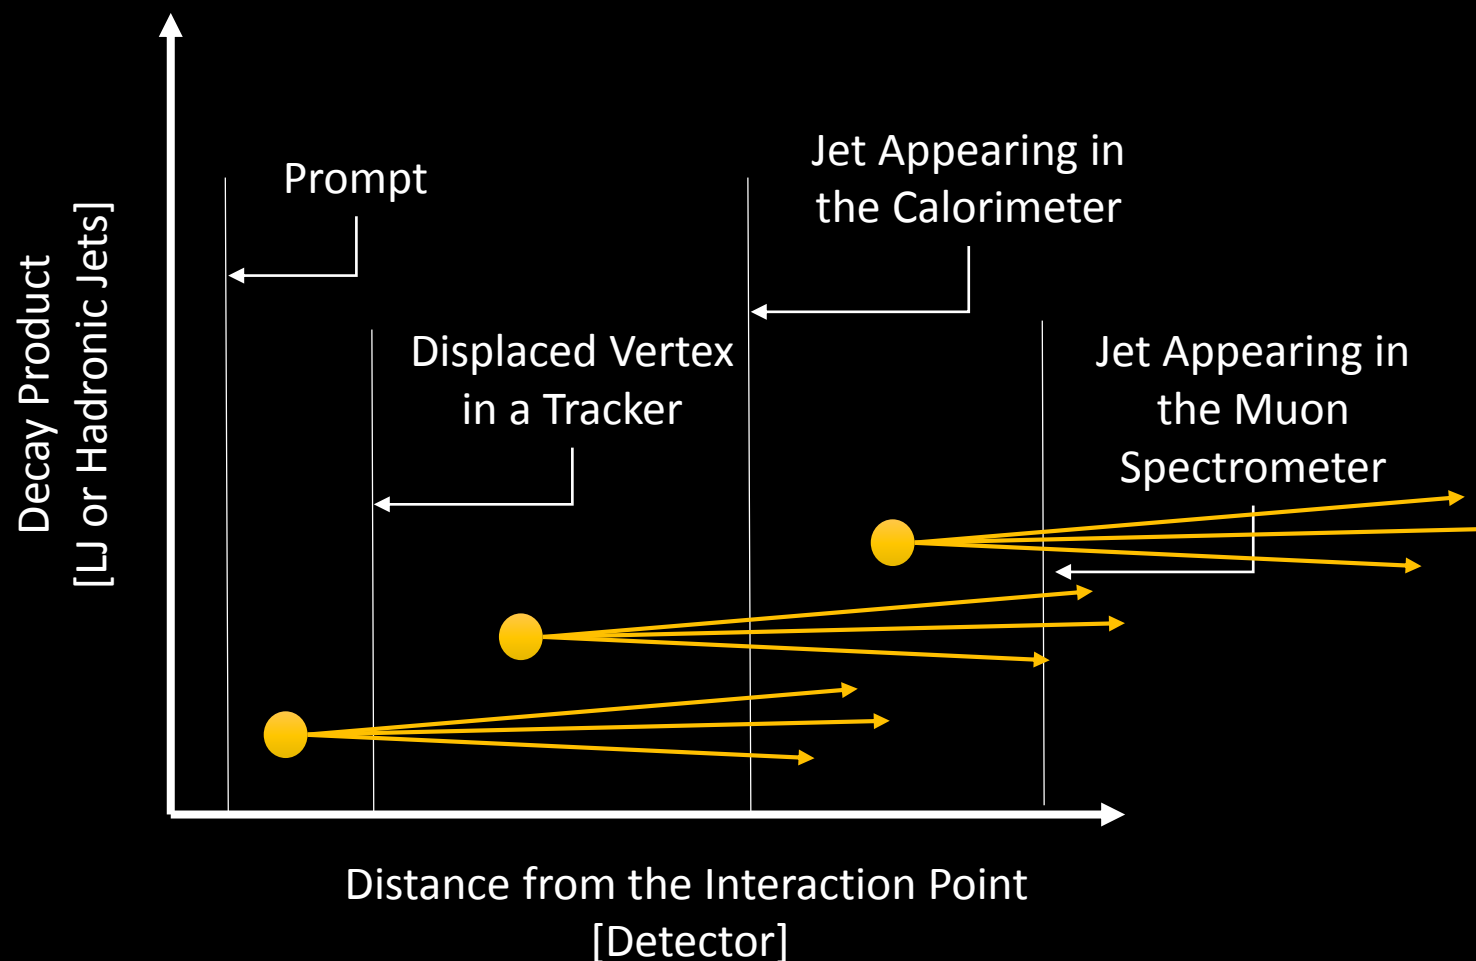 Prompt
Jet Appearing in
the Calorimeter
Displaced Vertex
in a Tracker
Jet Appearing in
the Muon
Spectrometer
Decay Product
[LJ or Hadronic Jets]
Distance from the Interaction Point
[Detector]